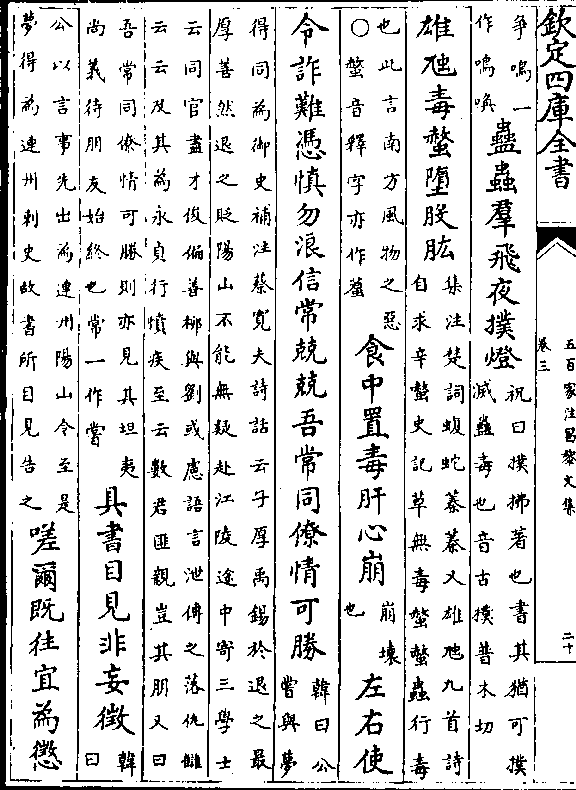 欽定四庫全書
五百家注昌黎文集
卷三
二十
爭鳴一
作鳴喚
蠱蟲羣飛夜撲燈
祝曰撲拂著也書其猶可撲
滅蠱毒也音古撲普木切
雄虺毒螫墮股肱
集注楚詞蝮蛇蓁蓁又雄虺九首詩
自求辛螫史記草無毒螫螫蟲行毒
也此言南方風物之惡
○螫音釋字亦作蠚
食中置毒肝心崩
崩壞
也
左右使
令詐難憑慎勿浪信常兢兢吾常同僚情可勝
韓曰公
嘗與夢
得同為御史補注蔡寬夫詩話云子厚禹錫於退之最
厚善然退之貶陽山不能無疑赴江陵途中寄三學士
云同官盡才俊偏善柳與劉或慮語言泄傳之落仇讎
云云及其為永貞行憤疾至云數君匪親豈其朋又曰
吾常同僚情可勝則亦見其坦夷
尚義待朋友始終也常一作嘗
具書目見非妄徵
韓
曰
公以言事先出為連州陽山令至是
夢得為連州刺史故書所目見告之
嗟爾既往宜為懲